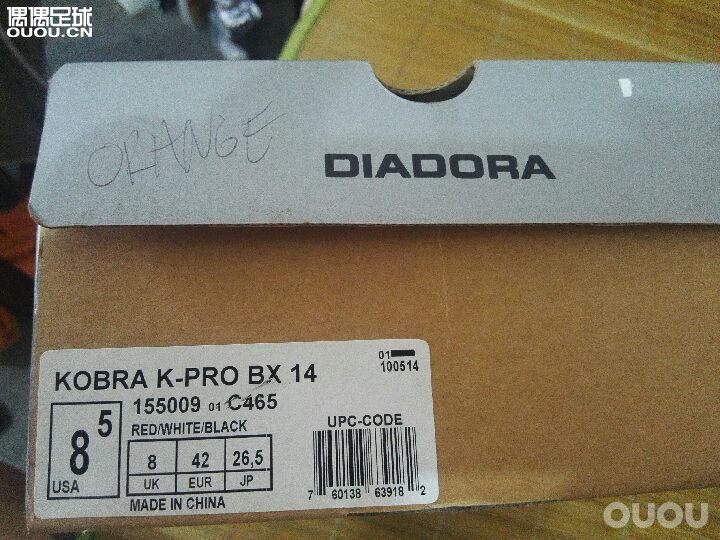 偶偶足球
OUOU.CN
ORANGE
DIADORA
KOBRA K-PRO BX 14
01
100514
155009 01 C465
RED/WHITE/BLACK
UPC-CODE
8 5
USA
8 42 26,5
UK EUR JP
MADE IN CHINA
7 60138 63918 2
OUOU